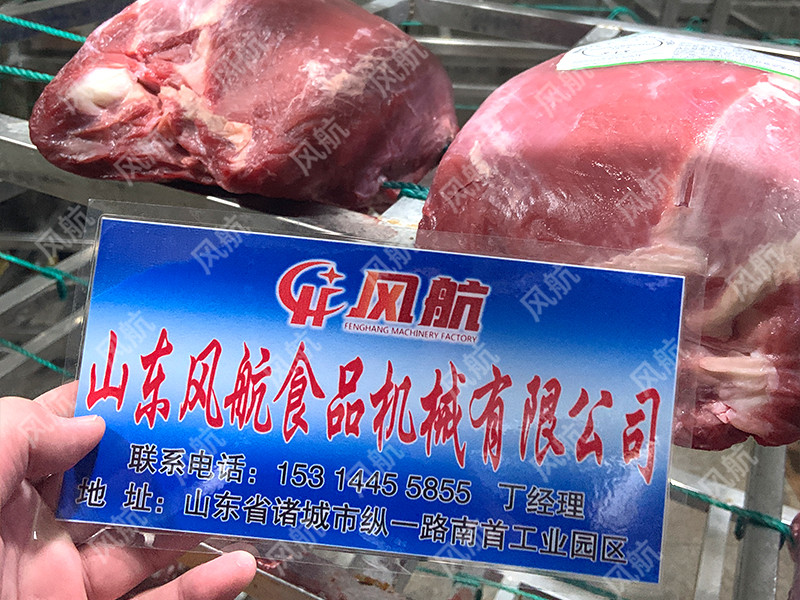 风航
FENGHANG MACHINERY FACTORY
山东风航食品机械有限公司
联系电话：153 1445 5855 丁经理
地 址：山东省诸城市纵一路南首工业园区